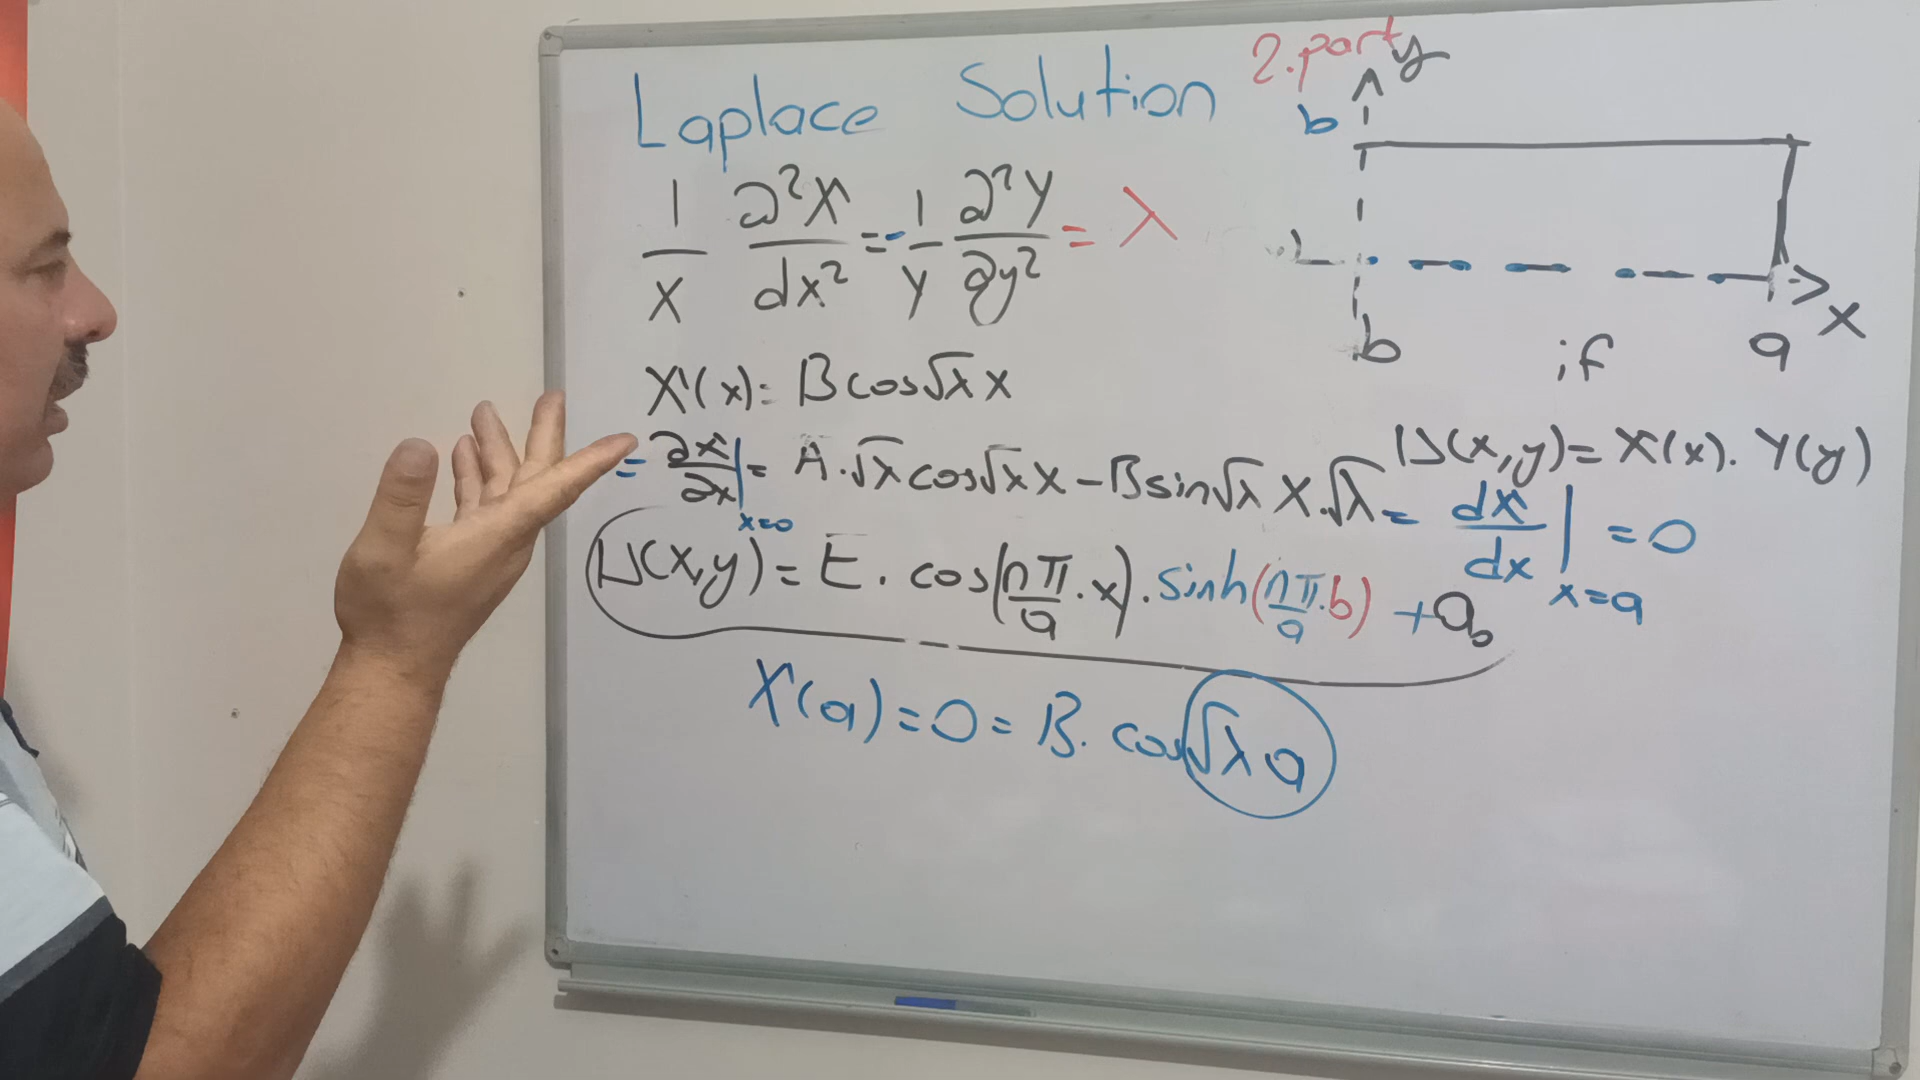 Laplace Solution 2.part
1/X ∂²X/dx² = -1/Y ∂²Y/∂y² = λ
X(x) = B cos√λ x
= ∂X/∂x|x=0 = A.√λ cos√λ x - B sin√λ x.√λ = dX/dx|x=a = 0
U(x,y) = E. cos(nπ/a . x). sinh(nπ/a . b) + a₀
X(a) = 0 = B. cos√λ a
y
b
x
b
a
if
U(x,y) = X(x). Y(y)